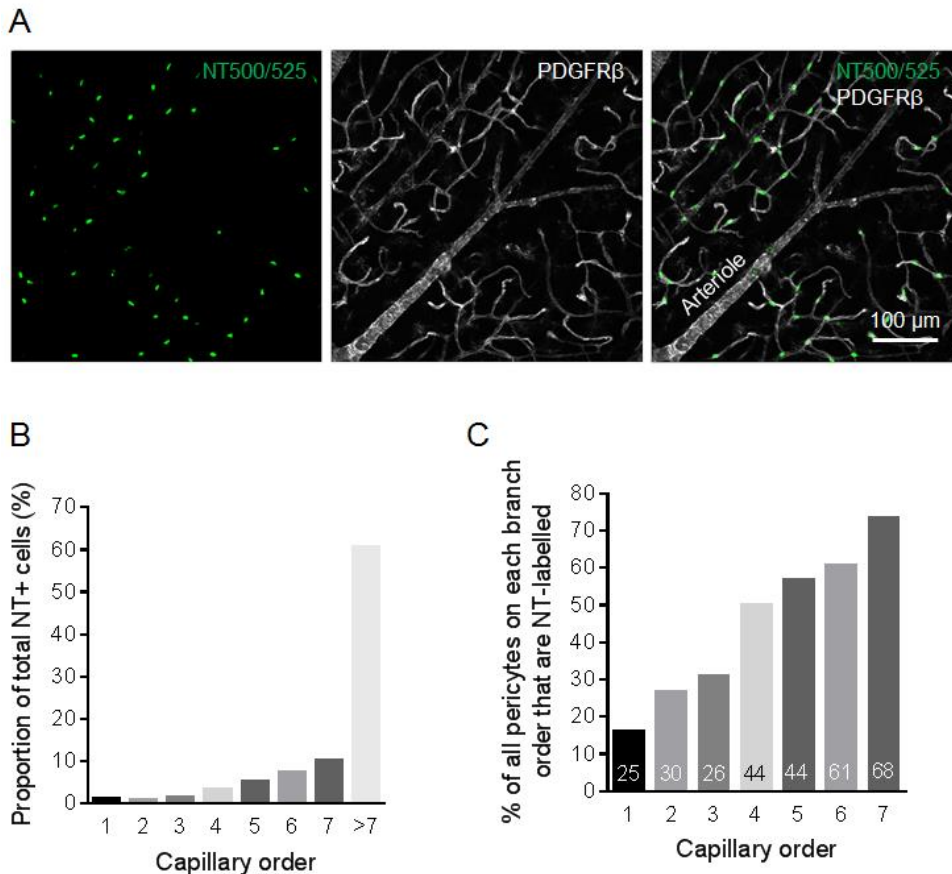 A
NT500/525
PDGFRβ
NT500/525
PDGFRβ
Arteriole
100 µm
B
Proportion of total NT+ cells (%)
70
60
50
40
30
20
10
0
1 2 3 4 5 6 7 >7
Capillary order
C
% of all pericytes on each branch
order that are NT-labelled
80
70
60
50
40
30
20
10
0
25 30 26 44 44 61 68
1 2 3 4 5 6 7
Capillary order